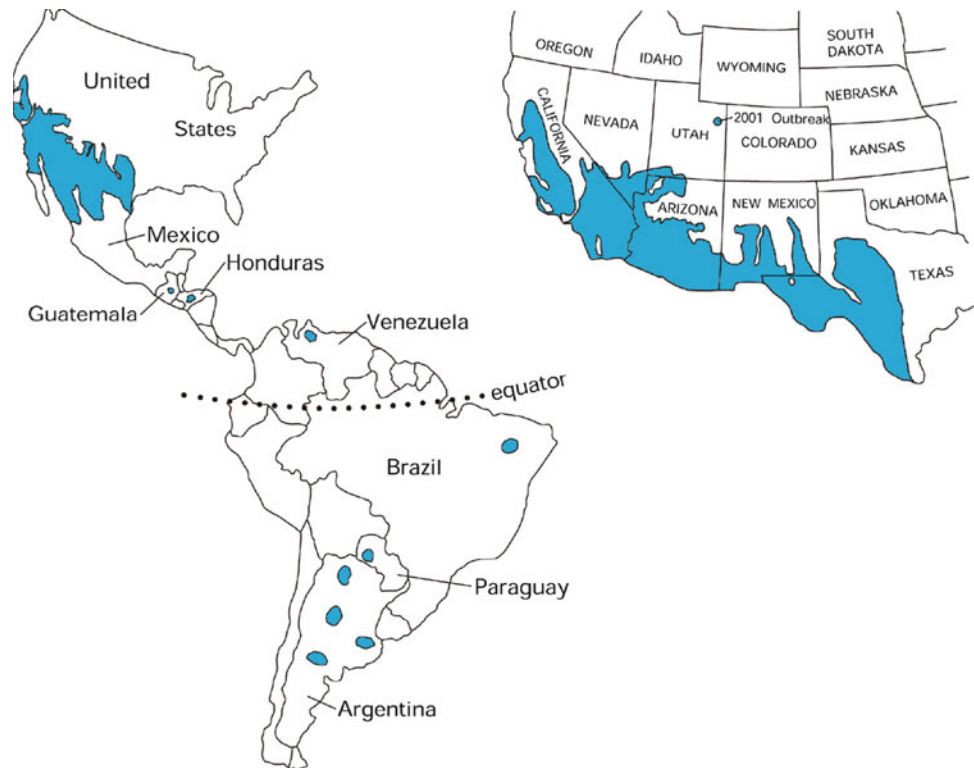 United
States
Mexico
Honduras
Guatemala
Venezuela
equator
Brazil
Paraguay
Argentina
OREGON
IDAHO
WYOMING
SOUTH
DAKOTA
NEBRASKA
CALIFORNIA
NEVADA
UTAH
2001 Outbreak
COLORADO
KANSAS
ARIZONA
NEW MEXICO
OKLAHOMA
TEXAS